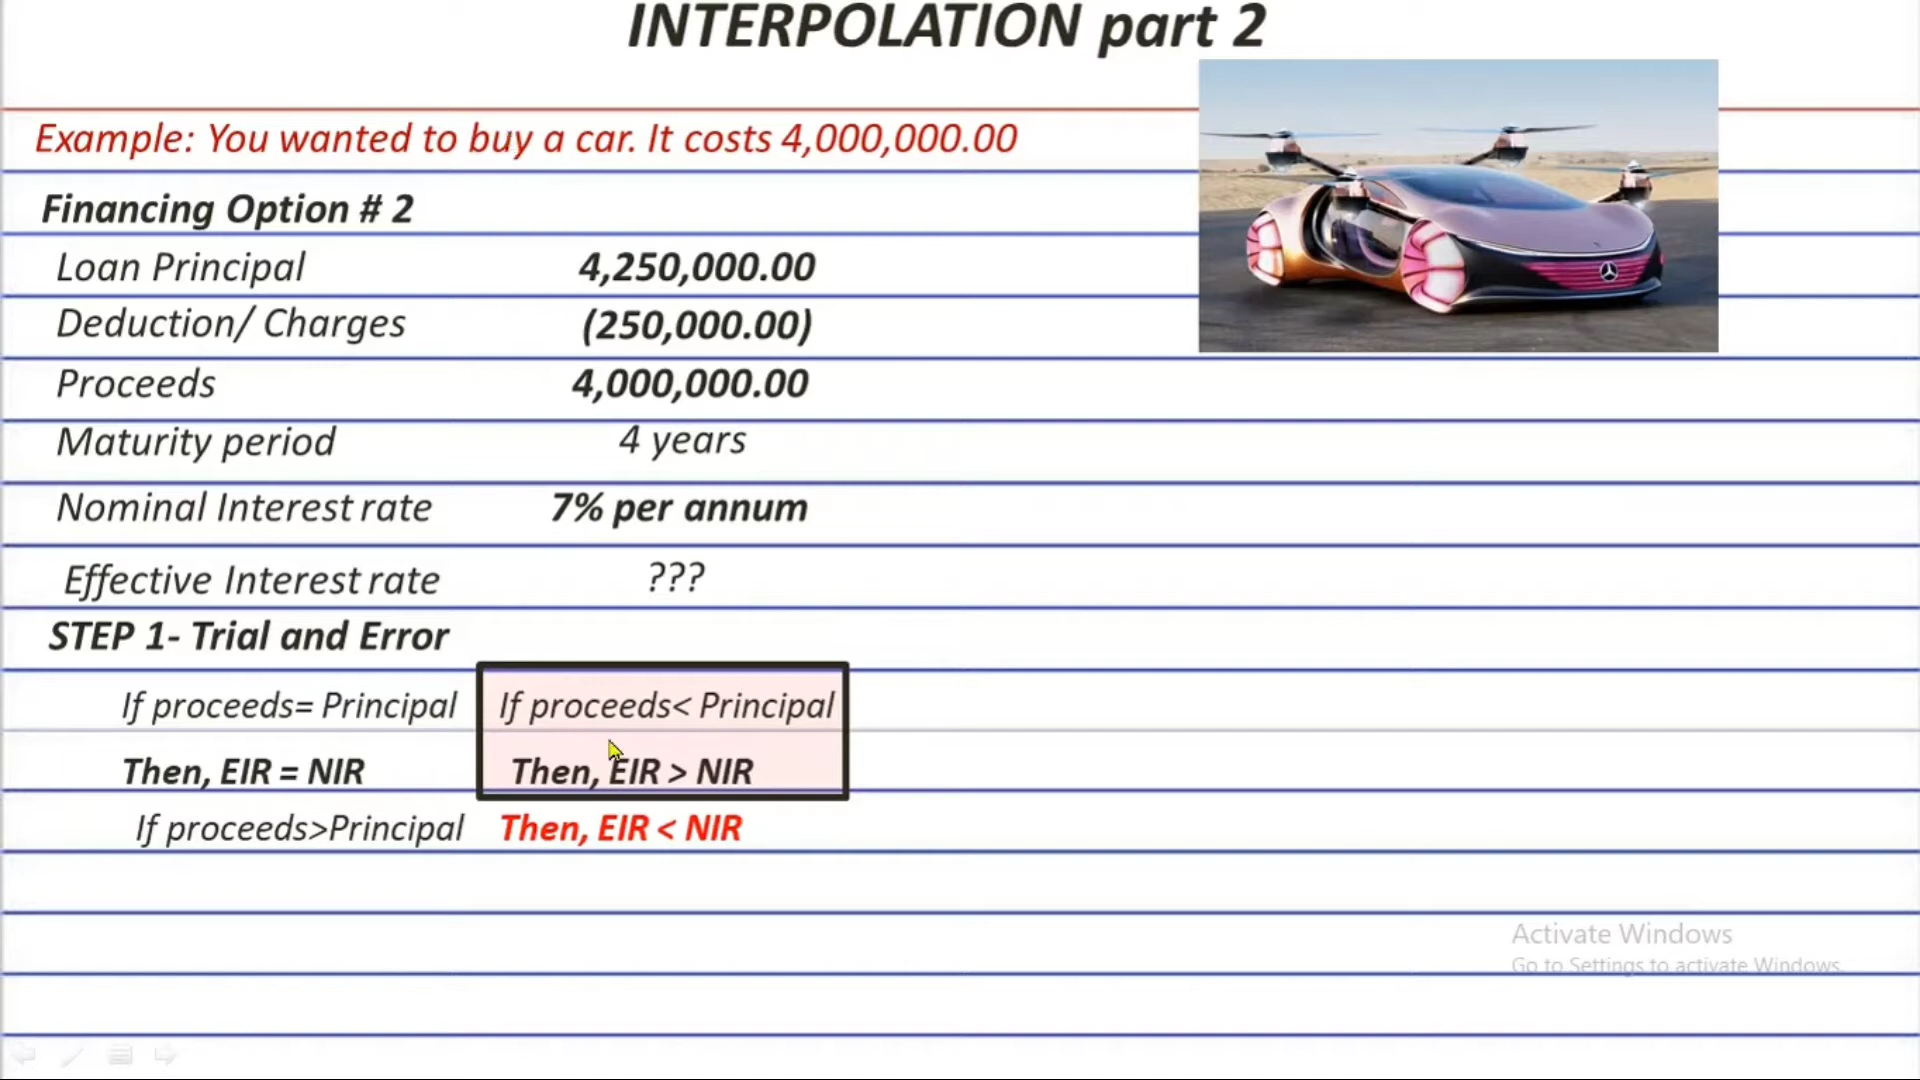 INTERPOLATION part 2
Example: You wanted to buy a car. It costs 4,000,000.00
Financing Option # 2
Loan Principal 4,250,000.00
Deduction/ Charges (250,000.00)
Proceeds 4,000,000.00
Maturity period 4 years
Nominal Interest rate 7% per annum
Effective Interest rate ???
STEP 1- Trial and Error
If proceeds= Principal If proceeds< Principal
Then, EIR = NIR Then, EIR > NIR
If proceeds>Principal Then, EIR < NIR
Activate Windows
Go to Settings to activate Windows.